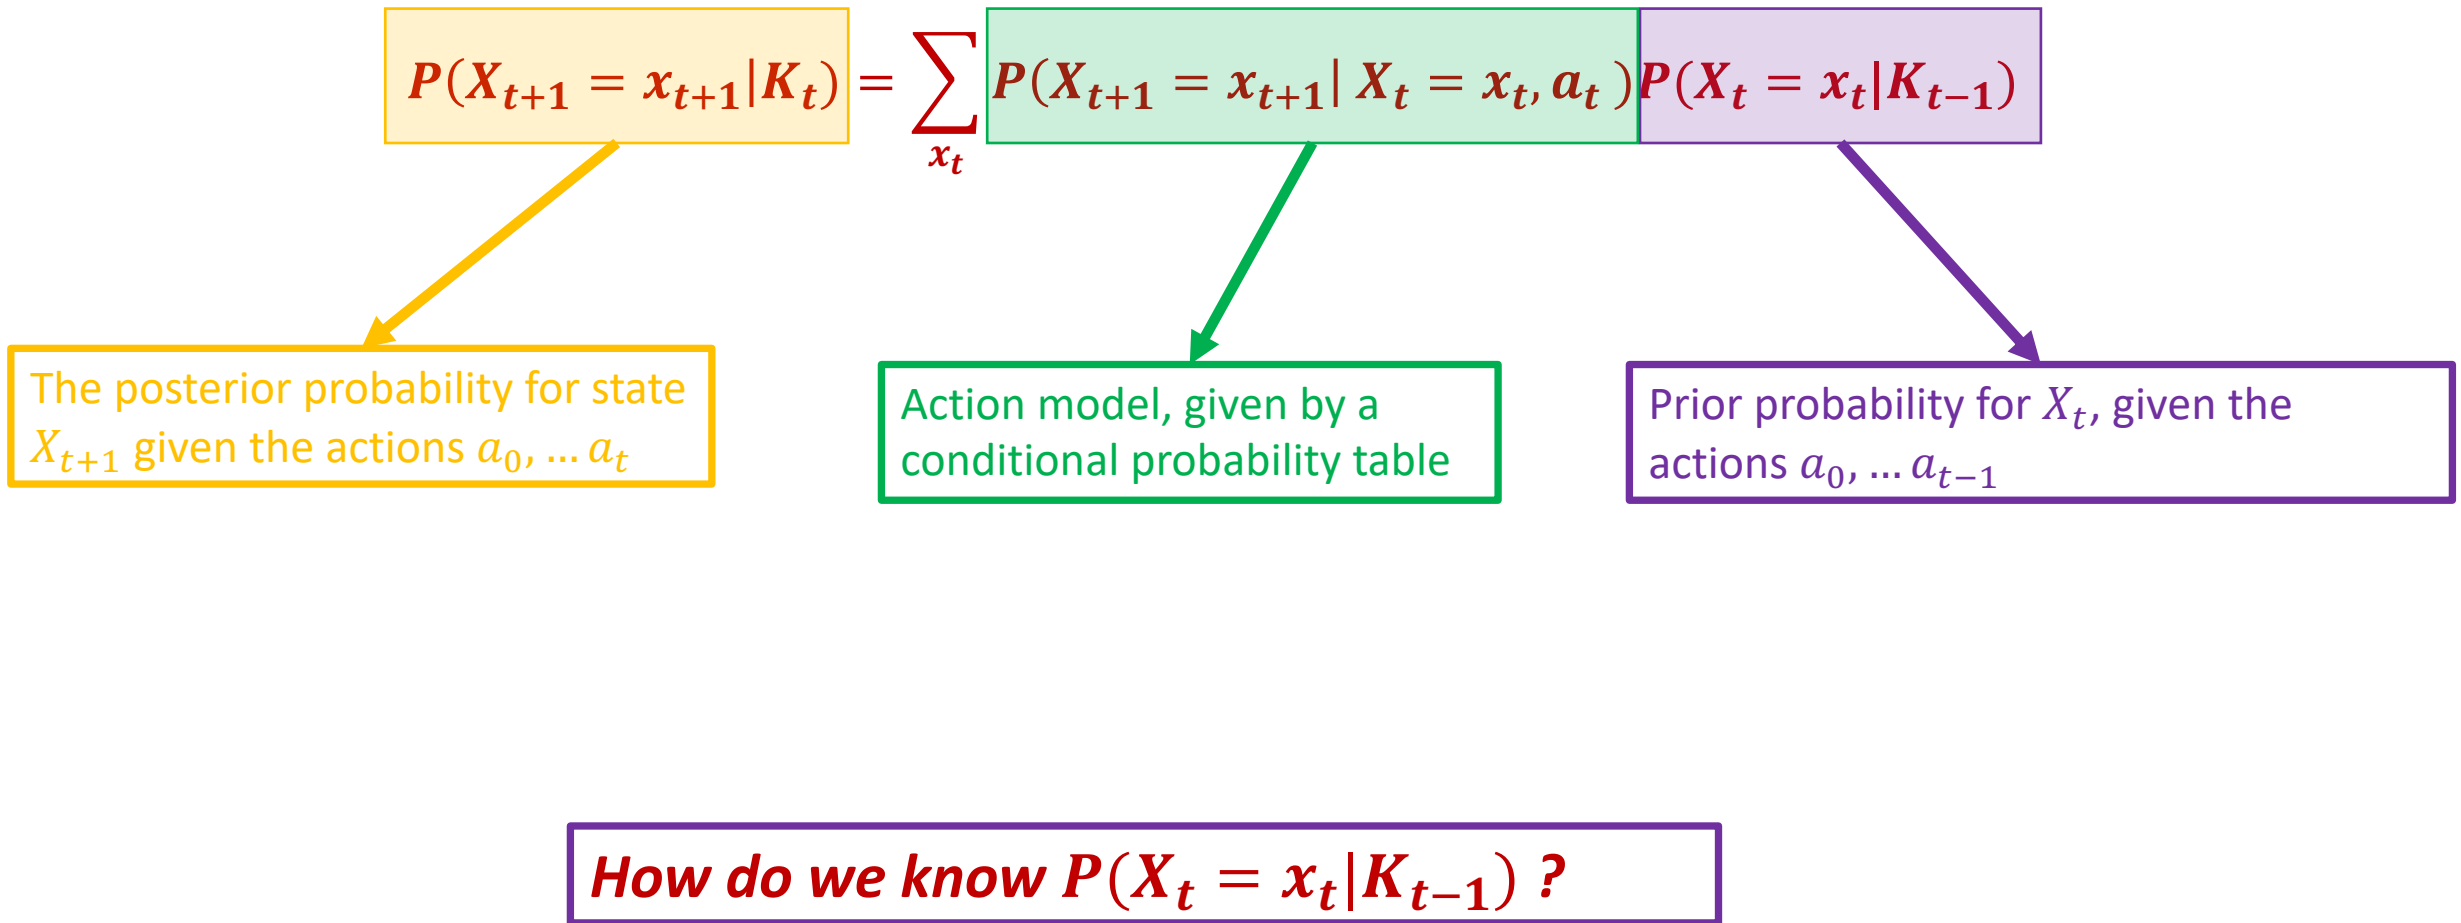 P(X_{t+1} = x_{t+1}|K_t) = ∑_{x_t} P(X_{t+1} = x_{t+1}| X_t = x_t, a_t )P(X_t = x_t|K_{t−1})
The posterior probability for state
X_{t+1} given the actions a_0, … a_t
Action model, given by a
conditional probability table
Prior probability for X_t, given the
actions a_0, … a_{t−1}
How do we know P(X_t = x_t|K_{t−1}) ?